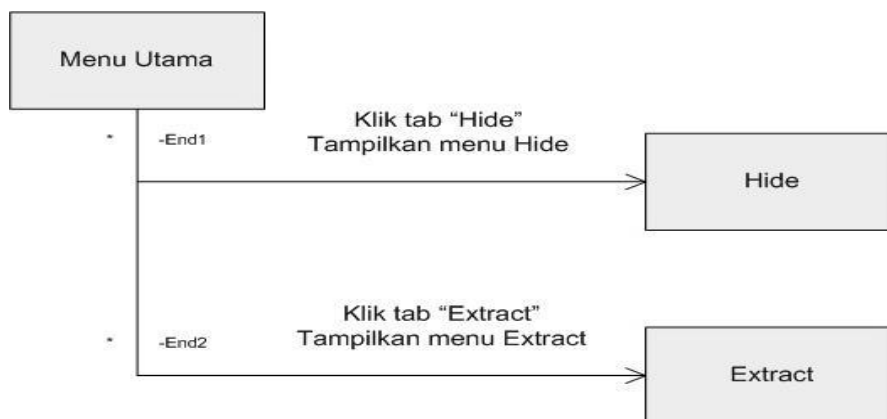 Menu Utama
Klik tab “Hide”
* -End1
Tampilkan menu Hide
Hide
Klik tab “Extract”
* -End2
Tampilkan menu Extract
Extract